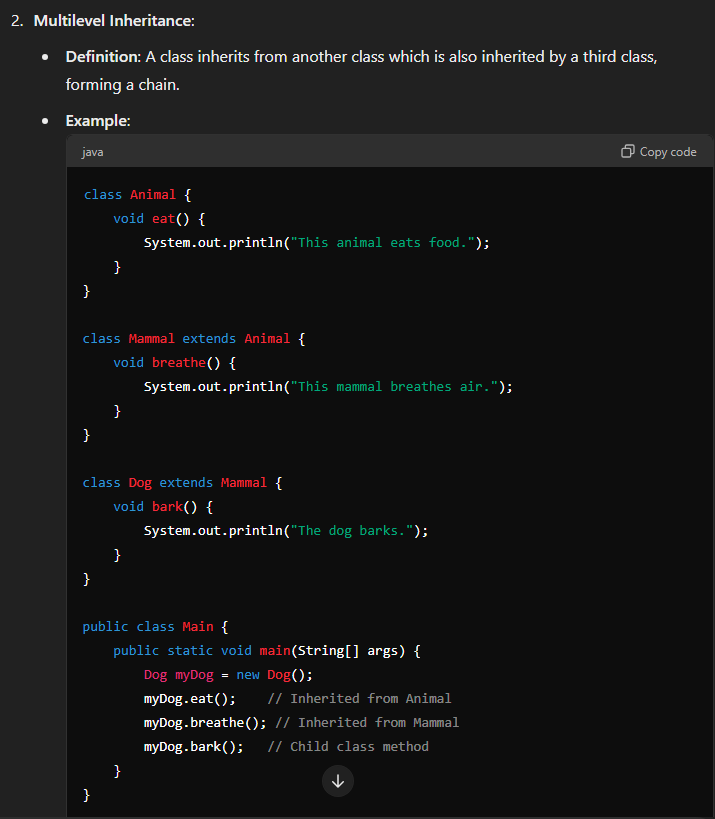 2. Multilevel Inheritance:
• Definition: A class inherits from another class which is also inherited by a third class,
forming a chain.
• Example:
java Copy code
class Animal {
    void eat() {
        System.out.println("This animal eats food.");
    }
}

class Mammal extends Animal {
    void breathe() {
        System.out.println("This mammal breathes air.");
    }
}

class Dog extends Mammal {
    void bark() {
        System.out.println("The dog barks.");
    }
}

public class Main {
    public static void main(String[] args) {
        Dog myDog = new Dog();
        myDog.eat();    // Inherited from Animal
        myDog.breathe(); // Inherited from Mammal
        myDog.bark();   // Child class method
    }
}